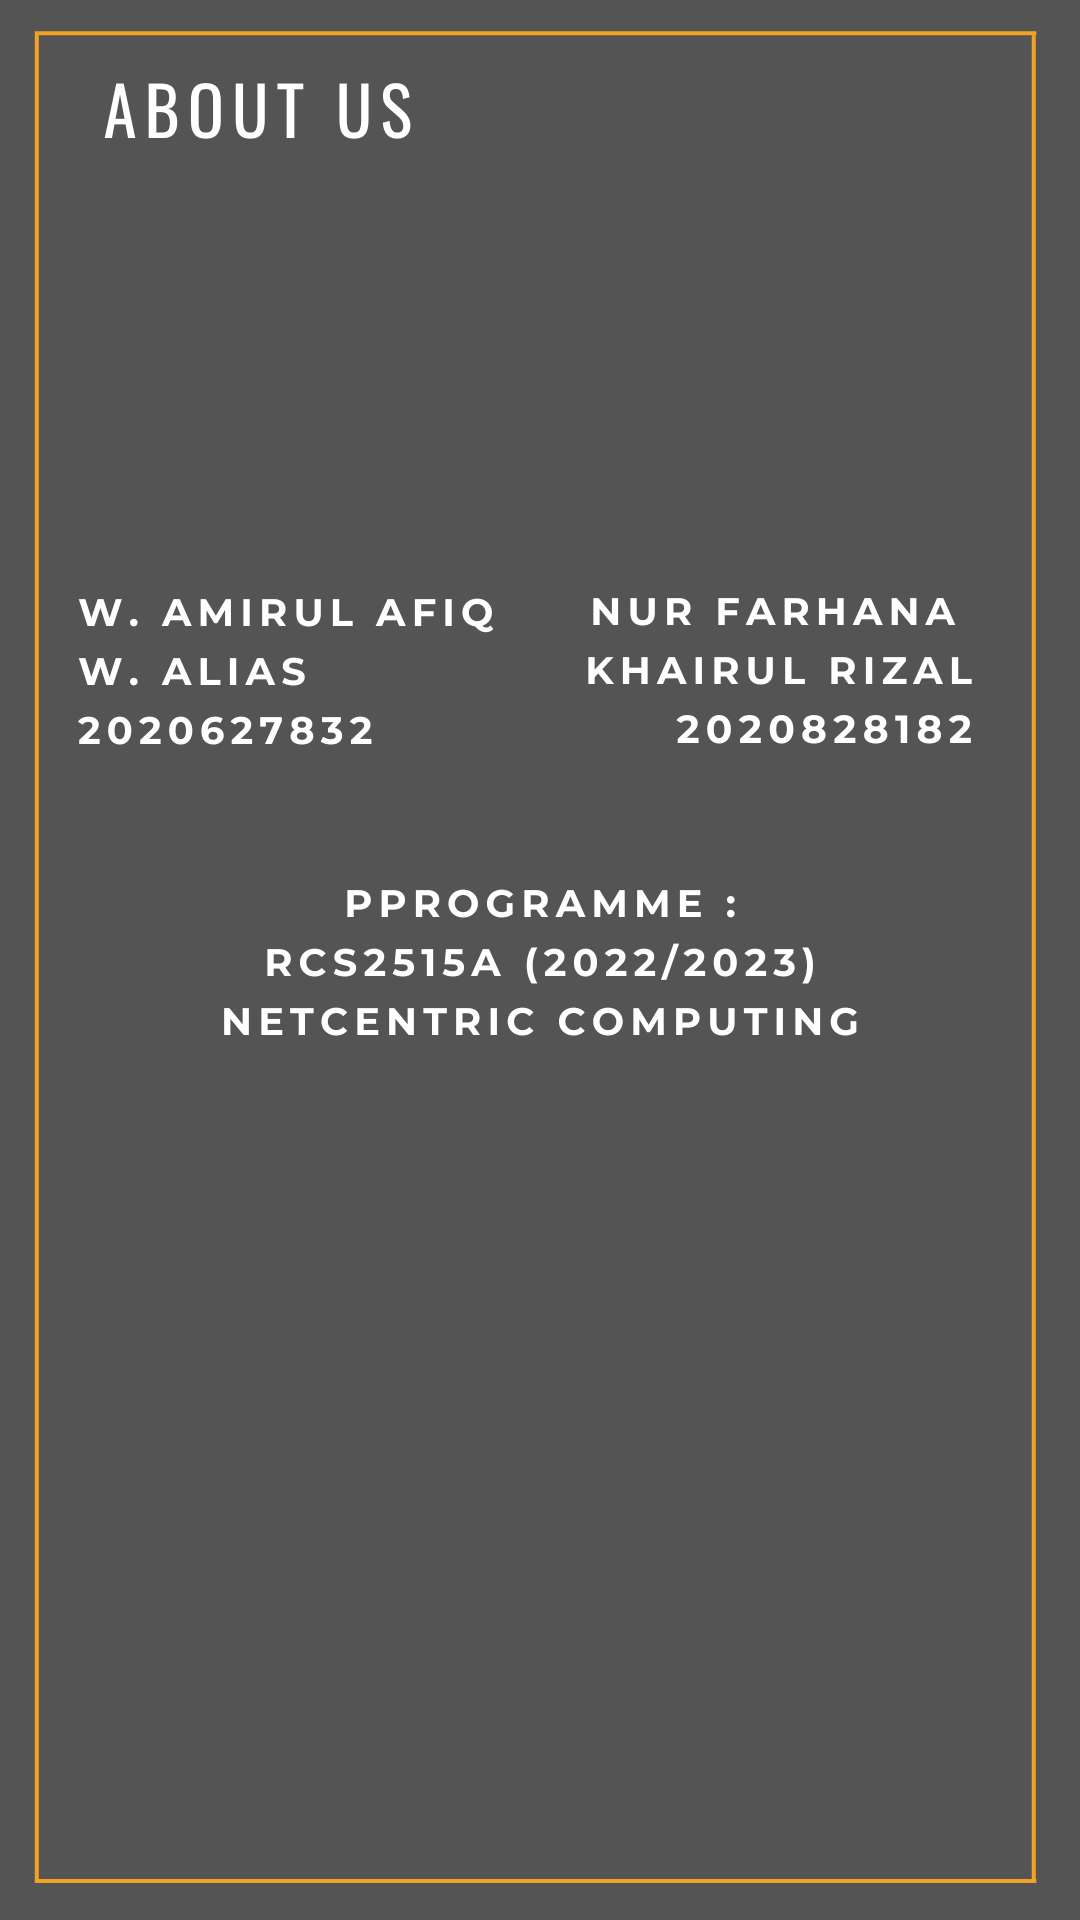 ABOUT US
W. AMIRUL AFIQ
W. ALIAS
2020627832
NUR FARHANA
KHAIRUL RIZAL
2020828182
PPROGRAMME :
RCS2515A (2022/2023)
NETCENTRIC COMPUTING